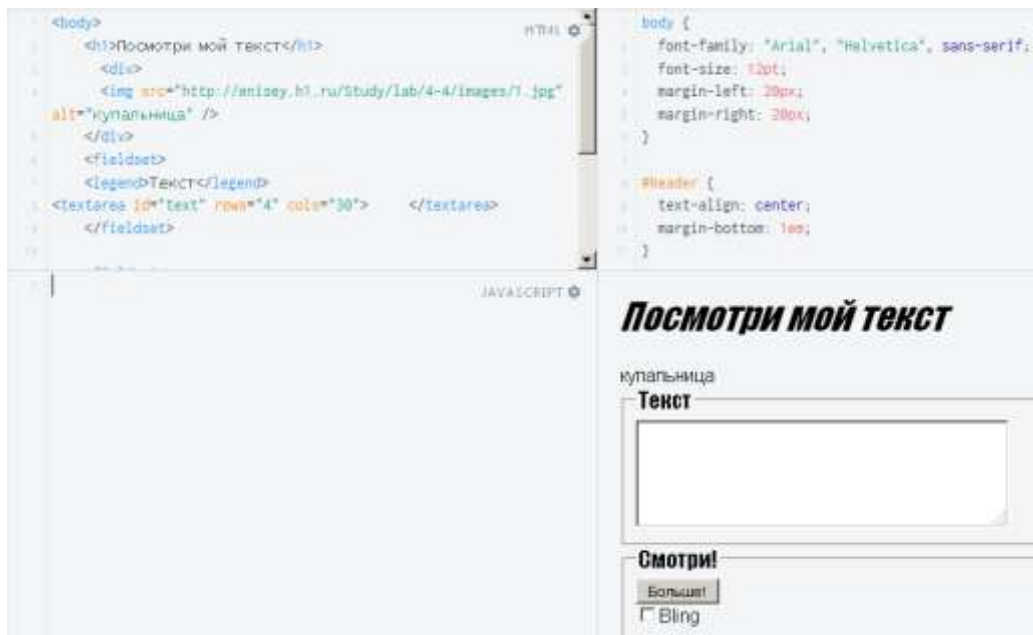 <body>
HTML
<h1>Посмотри мой текст</h1>
<div>
<img src="http://enisey.h1.ru/Study/lab/4-4/images/1.jpg"
alt="купальница" />
</div>
<fieldset>
<legend>Текст</legend>
<textarea id="text" rows="4" cols="30"> </textarea>
</fieldset>
body {
font-family: "Arial", "Helvetica", sans-serif;
font-size: 12pt;
margin-left: 20px;
margin-right: 20px;
}
#header {
text-align: center;
margin-bottom: 1em;
}
JAVASCRIPT
Посмотри мой текст
купальница
Текст
Смотри!
Больше!
Bling